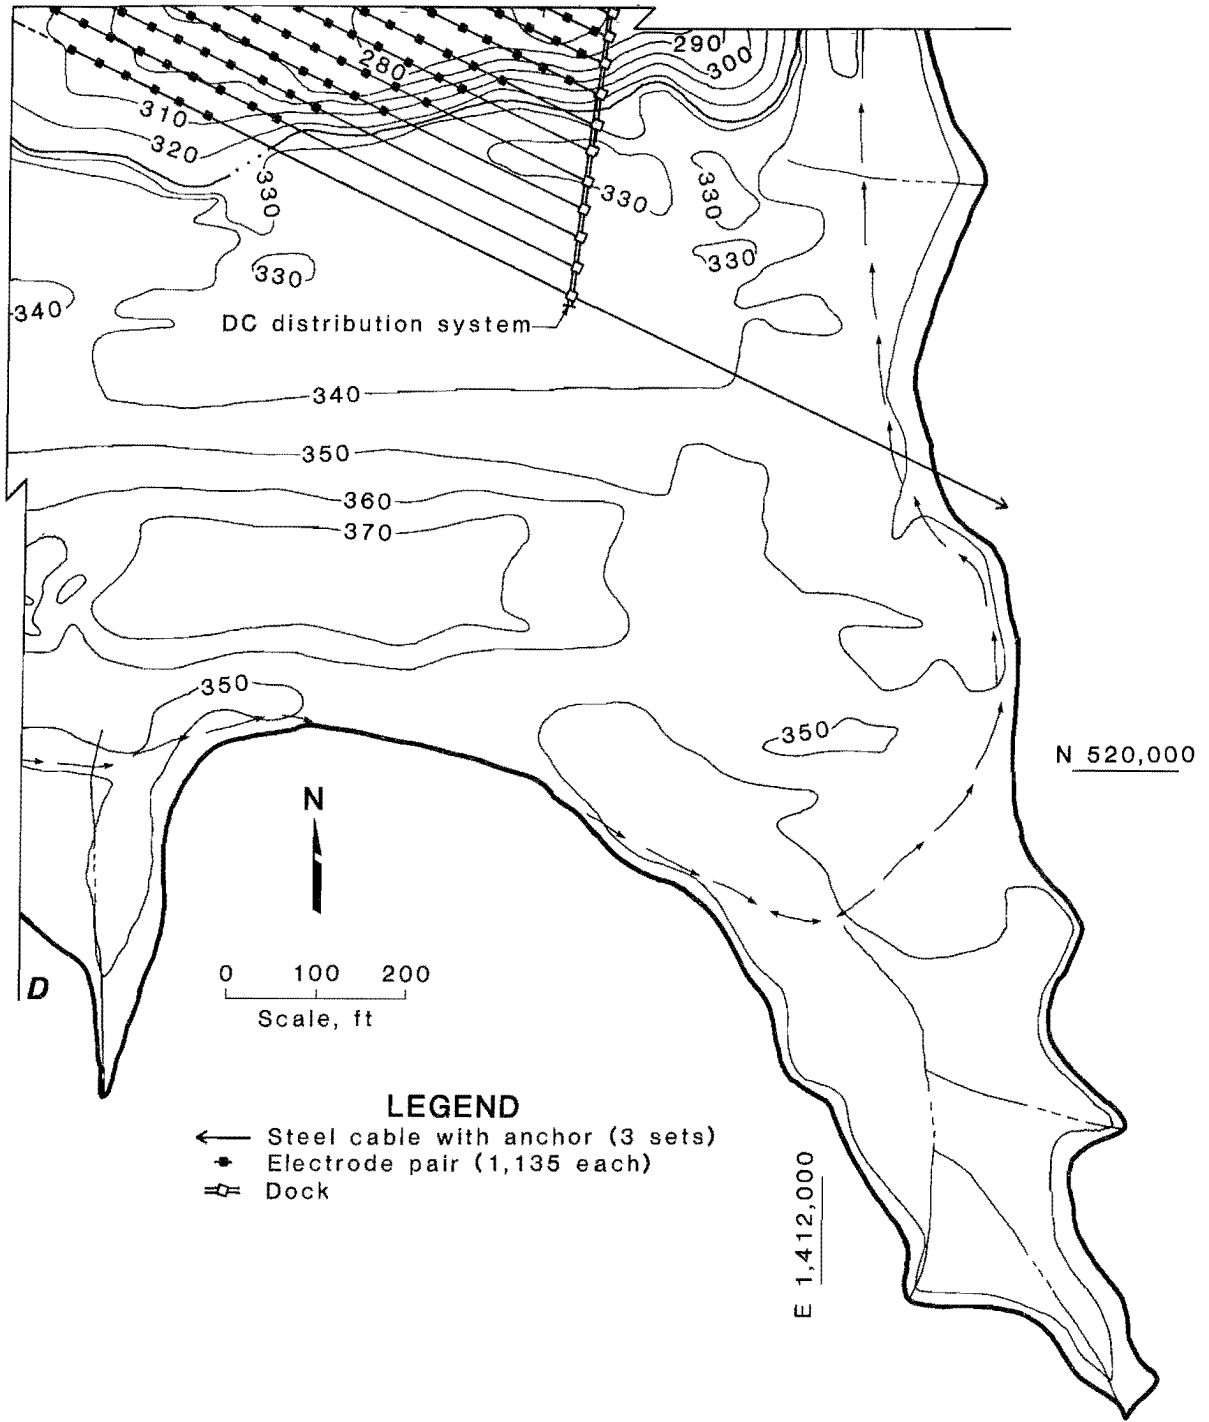 290
300
280
310
320
330
330
330
330
330
340
DC distribution system
340
350
360
370
350
350
N 520,000
N
0 100 200
Scale, ft
D
LEGEND
Steel cable with anchor (3 sets)
Electrode pair (1,135 each)
Dock
E 1,412,000